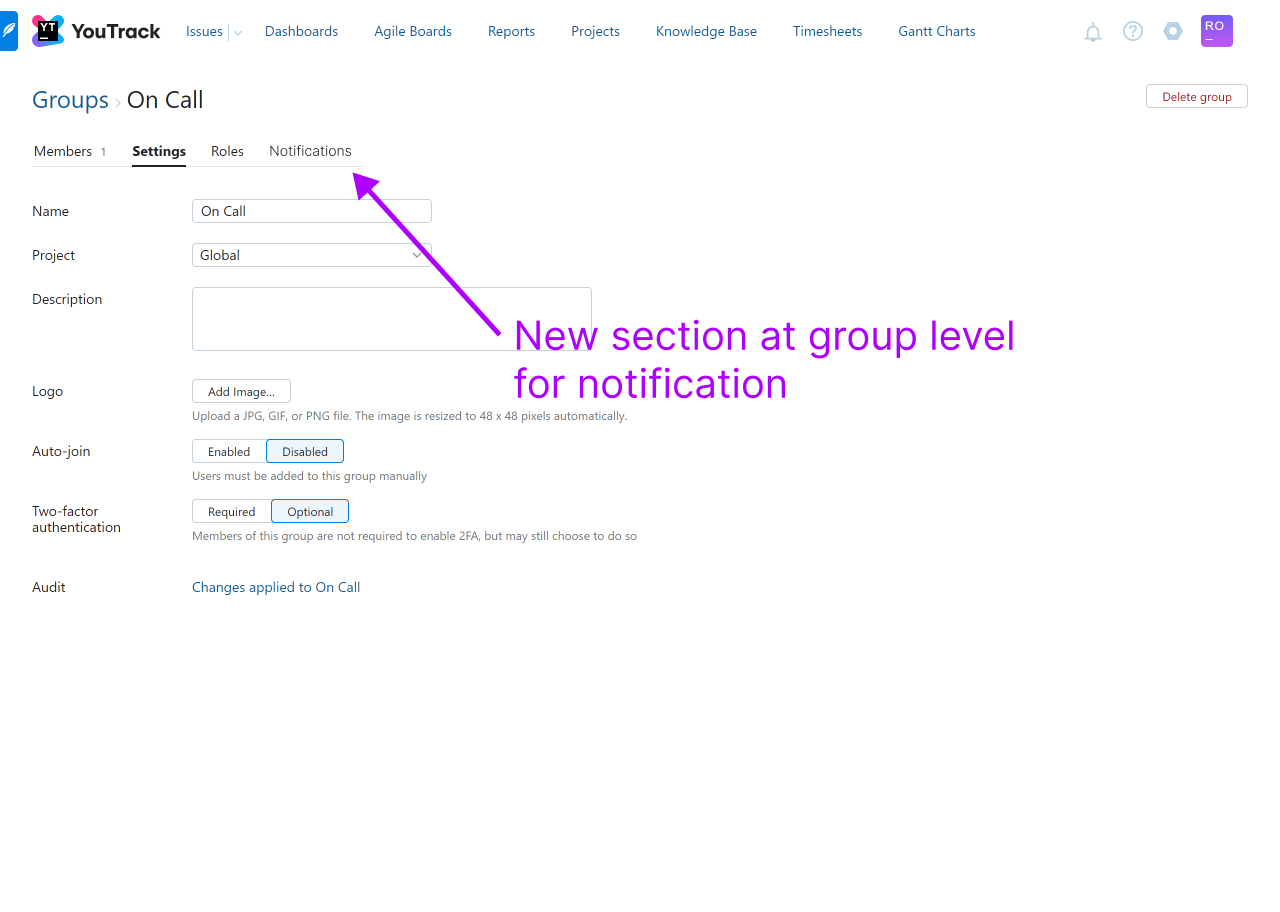 YT YouTrack Issues Dashboards Agile Boards Reports Projects Knowledge Base Timesheets Gantt Charts RO
Groups › On Call Delete group
Members 1 Settings Roles Notifications
Name On Call
Project Global
Description
New section at group level
for notification
Logo Add Image...
Upload a JPG, GIF, or PNG file. The image is resized to 48 x 48 pixels automatically.
Auto-join Enabled Disabled
Users must be added to this group manually
Two-factor
authentication Required Optional
Members of this group are not required to enable 2FA, but may still choose to do so
Audit Changes applied to On Call